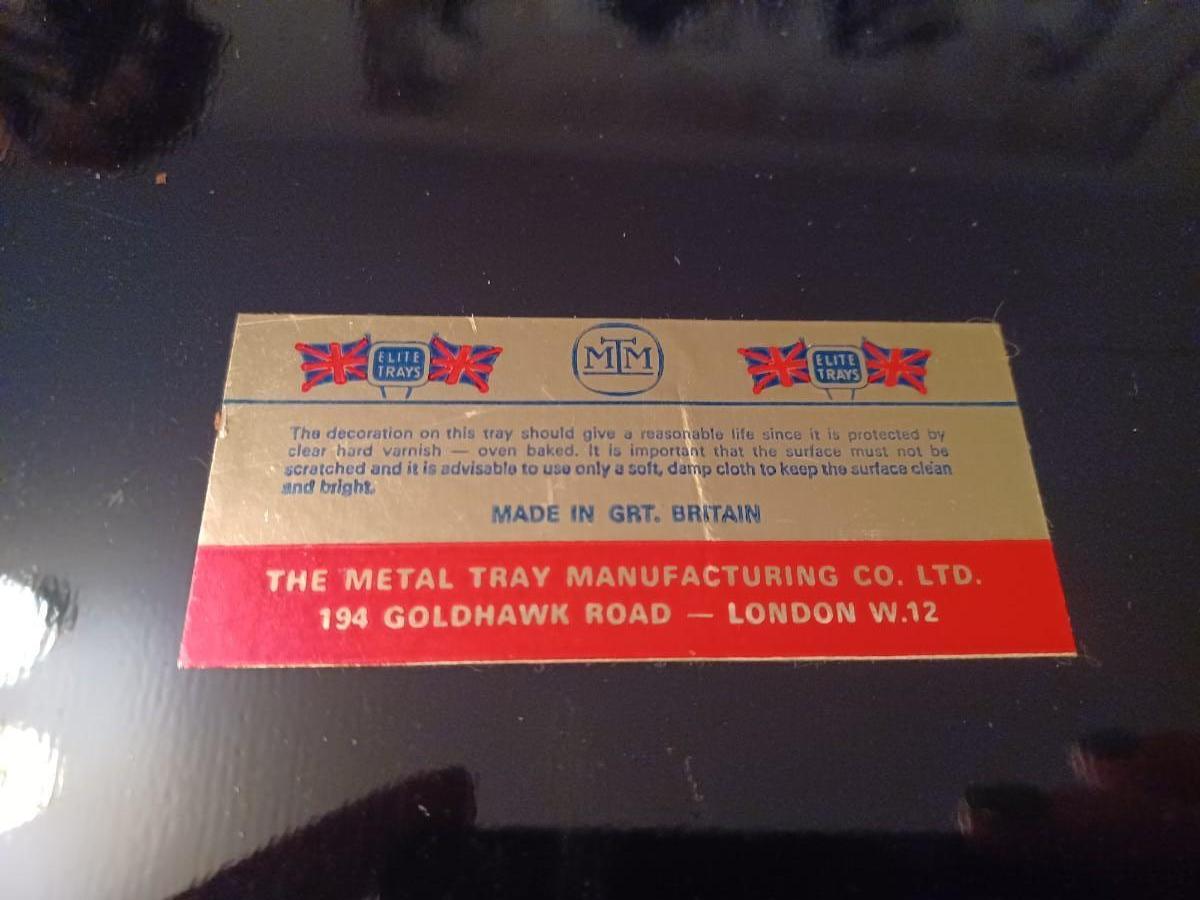 ELITE TRAYS
MTM
ELITE TRAYS
The decoration on this tray should give a reasonable life since it is protected by
clear hard varnish — oven baked. It is important that the surface must not be
scratched and it is advisable to use only a soft, damp cloth to keep the surface clean
and bright.
MADE IN GRT. BRITAIN
THE METAL TRAY MANUFACTURING CO. LTD.
194 GOLDHAWK ROAD — LONDON W.12